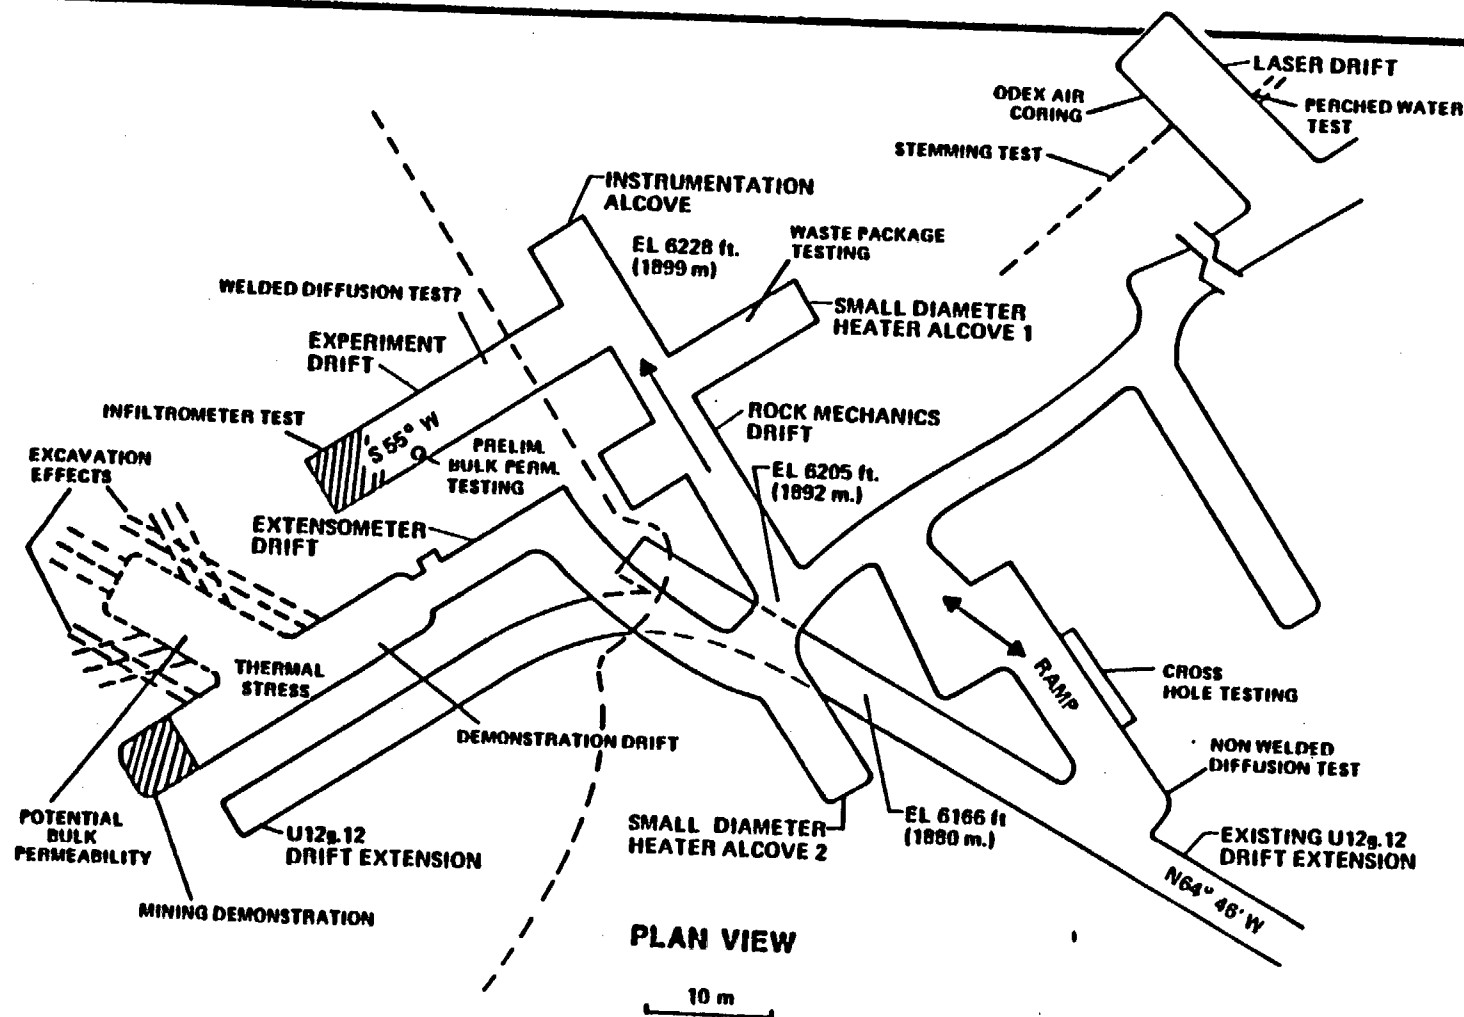 LASER DRIFT
ODEX AIR
CORING
PERCHED WATER
TEST
STEMMING TEST
INSTRUMENTATION
ALCOVE
EL 6228 ft.
(1899 m)
WASTE PACKAGE
TESTING
WELDED DIFFUSION TEST?
SMALL DIAMETER
HEATER ALCOVE 1
EXPERIMENT
DRIFT
INFILTROMETER TEST
S 55° W
ROCK MECHANICS
DRIFT
PRELIM.
BULK PERM.
TESTING
EXCAVATION
EFFECTS
EL 6205 ft.
(1892 m.)
EXTENSOMETER
DRIFT
THERMAL
STRESS
RAMP
CROSS
HOLE TESTING
DEMONSTRATION DRIFT
NON WELDED
DIFFUSION TEST
POTENTIAL
BULK
PERMEABILITY
U12g.12
DRIFT EXTENSION
SMALL DIAMETER
HEATER ALCOVE 2
EL 6166 ft
(1880 m.)
EXISTING U12g.12
DRIFT EXTENSION
N64° 46' W
MINING DEMONSTRATION
PLAN VIEW
10 m